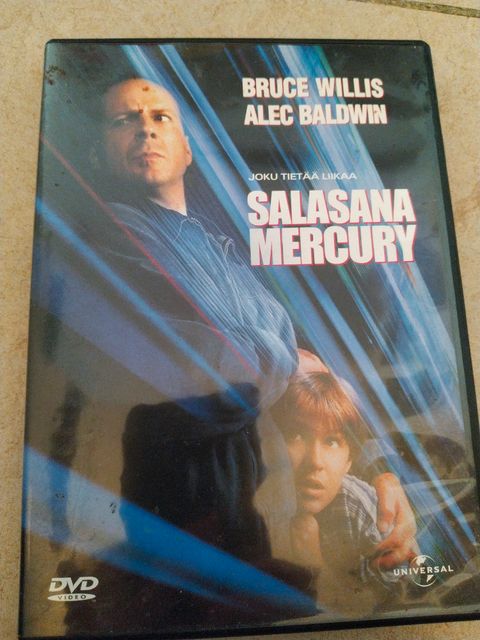 BRUCE WILLIS
ALEC BALDWIN
JOKU TIETÄÄ LIIKAA
SALASANA
MERCURY
UNIVERSAL
DVD
VIDEO